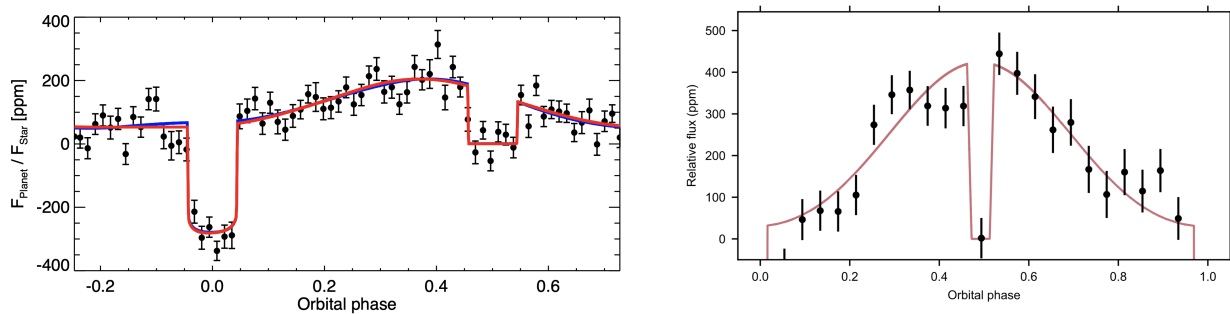 F_Planet / F_Star [ppm]
400
200
0
-200
-400
-0.2 0.0 0.2 0.4 0.6
Orbital phase
Relative flux (ppm)
500
400
300
200
100
0
0.0 0.2 0.4 0.6 0.8 1.0
Orbital phase